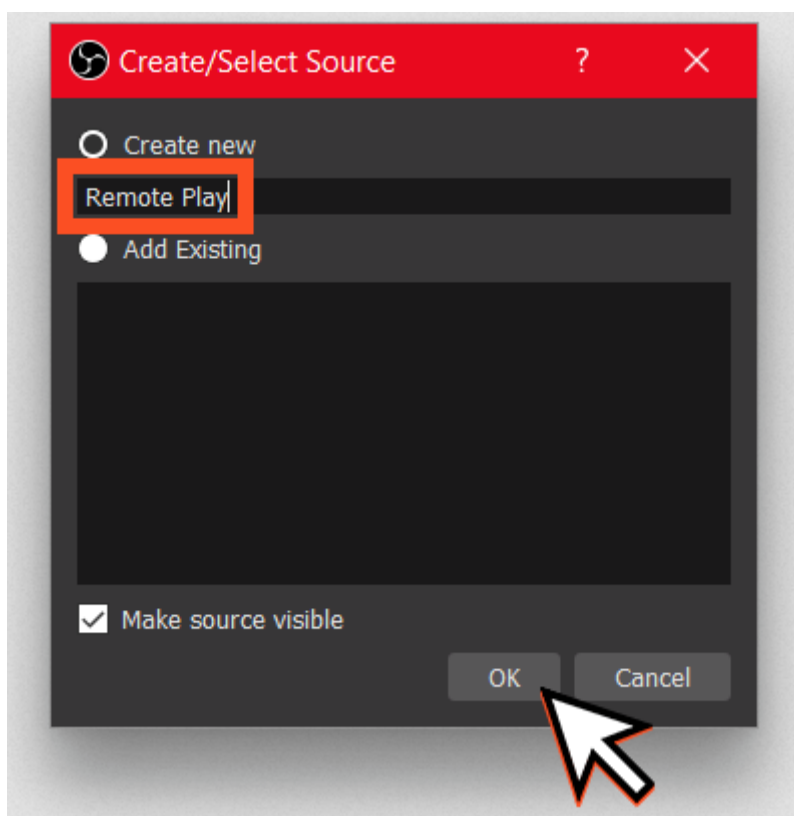 Create/Select Source ?
Create new
Remote Play
Add Existing
Make source visible
OK Cancel